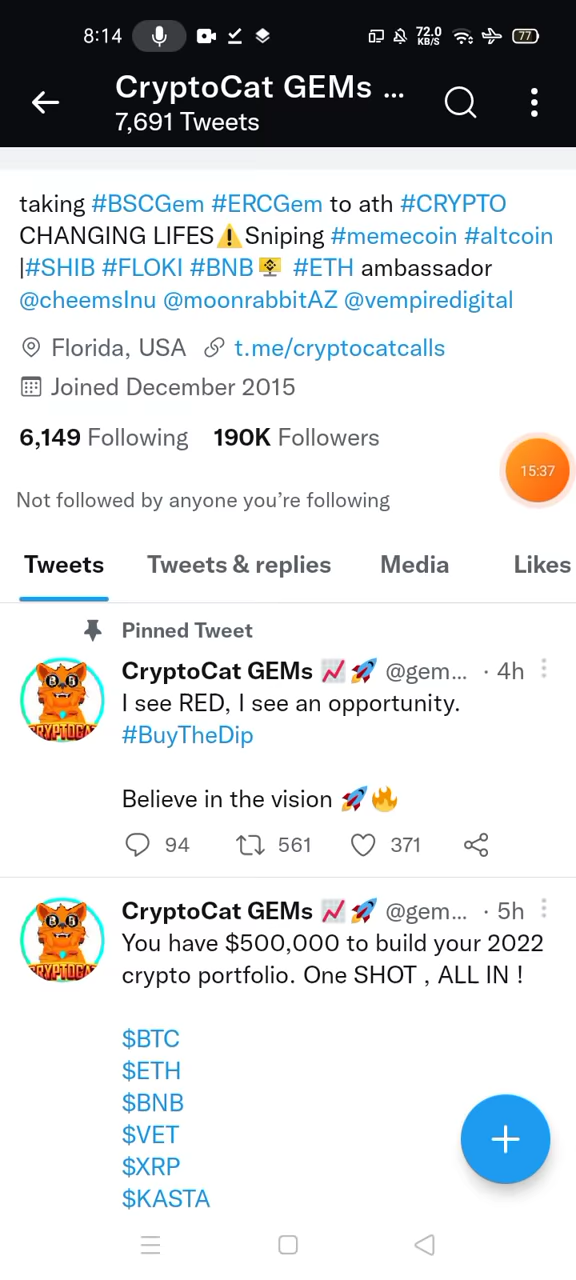 8:14
72.0
KB/S
77
CryptoCat GEMs ...
7,691 Tweets
taking #BSCGem #ERCGem to ath #CRYPTO
CHANGING LIFES⚠️Sniping #memecoin #altcoin
|#SHIB #FLOKI #BNB #ETH ambassador
@cheemsInu @moonrabbitAZ @vempiredigital
Florida, USA t.me/cryptocatcalls
Joined December 2015
6,149 Following 190K Followers
15:37
Not followed by anyone you're following
Tweets Tweets & replies Media Likes
Pinned Tweet
CryptoCat GEMs 📈🚀 @gem... · 4h
I see RED, I see an opportunity.
#BuyTheDip
Believe in the vision 🚀🔥
94 561 371
CryptoCat GEMs 📈🚀 @gem... · 5h
You have $500,000 to build your 2022
crypto portfolio. One SHOT , ALL IN !
$BTC
$ETH
$BNB
$VET
$XRP
$KASTA